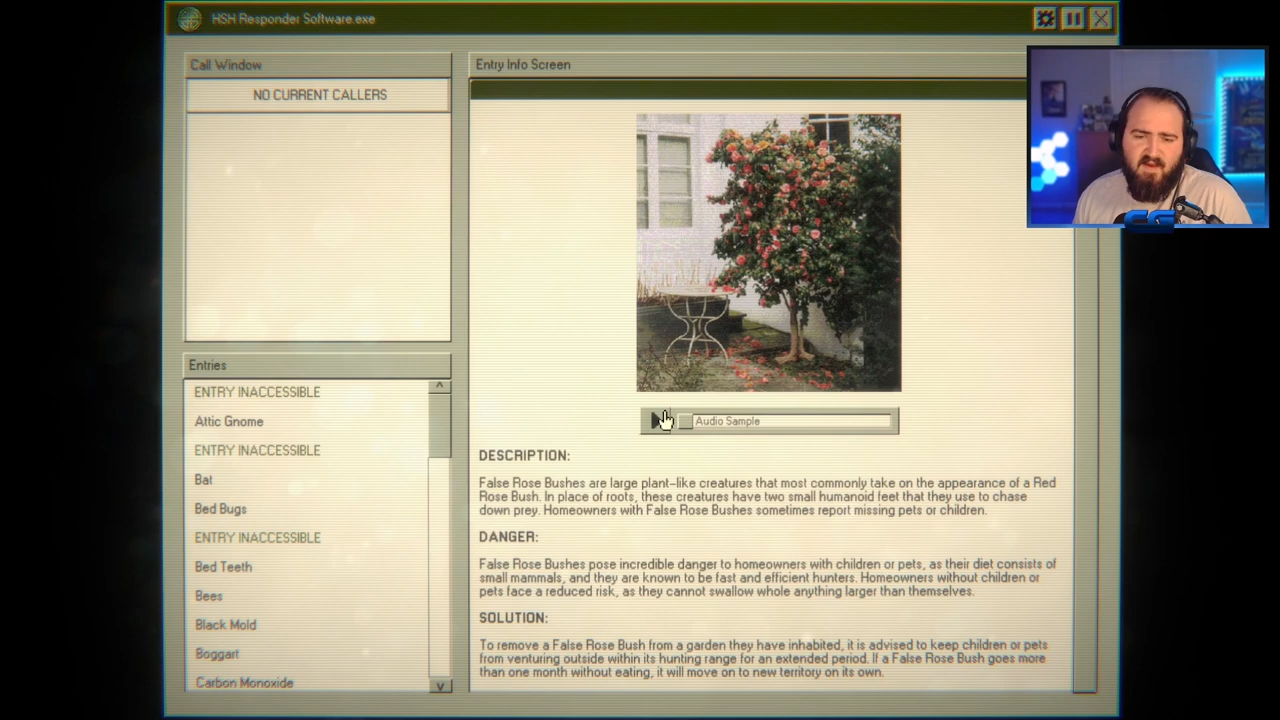 HSH Responder Software.exe
Call Window
NO CURRENT CALLERS
Entries
ENTRY INACCESSIBLE
Attic Gnome
ENTRY INACCESSIBLE
Bat
Bed Bugs
ENTRY INACCESSIBLE
Bed Teeth
Bees
Black Mold
Boggart
Carbon Monoxide
Entry Info Screen
Audio Sample
DESCRIPTION:
False Rose Bushes are large plant-like creatures that most commonly take on the appearance of a Red
Rose Bush. In place of roots, these creatures have two small humanoid feet that they use to chase
down prey. Homeowners with False Rose Bushes sometimes report missing pets or children.
DANGER:
False Rose Bushes pose incredible danger to homeowners with children or pets, as their diet consists of
small mammals, and they are known to be fast and efficient hunters. Homeowners without children or
pets face a reduced risk, as they cannot swallow whole anything larger than themselves.
SOLUTION:
To remove a False Rose Bush from a garden they have inhabited, it is advised to keep children or pets
from venturing outside within its hunting range for an extended period. If a False Rose Bush goes more
than one month without eating, it will move on to new territory on its own.
CG